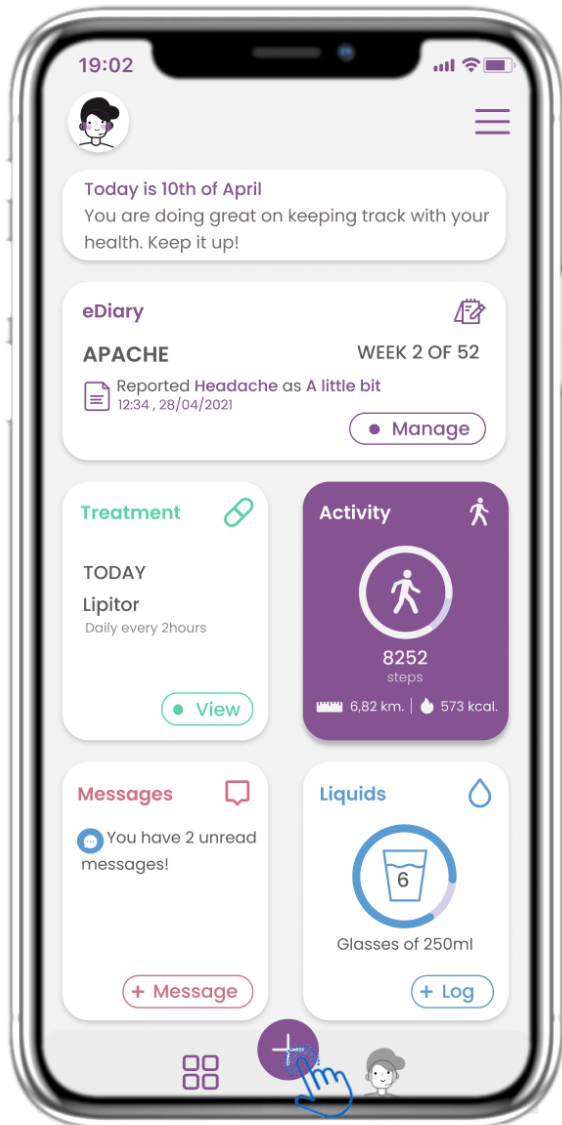 19:02
Today is 10th of April
You are doing great on keeping track with your
health. Keep it up!
eDiary
APACHE
WEEK 2 OF 52
Reported Headache as A little bit
12:34 , 28/04/2021
Manage
Treatment
TODAY
Lipitor
Daily every 2hours
View
Activity
8252
steps
6,82 km. | 573 kcal.
Messages
You have 2 unread
messages!
+ Message
Liquids
6
Glasses of 250ml
+ Log